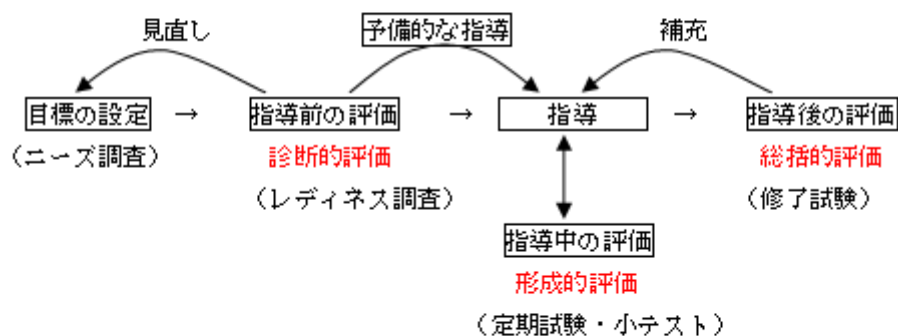 見直し
予備的な指導
補充
目標の設定 → 指導前の評価 → 指導 → 指導後の評価
(ニーズ調査)
診断的評価
総括的評価
(レディネス調査)
(修了試験)
指導中の評価
形成的評価
(定期試験・小テスト)